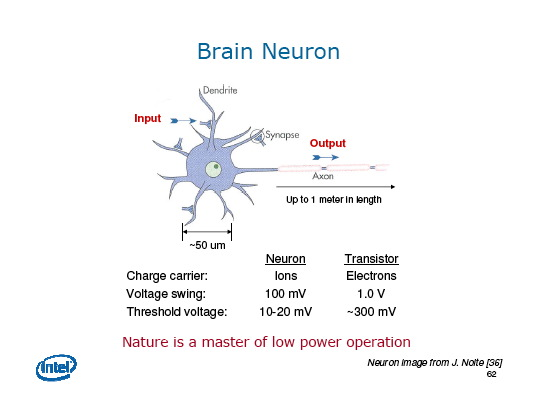 Brain Neuron
Dendrite
Input
Synapse
Output
Axon
Up to 1 meter in length
~50 um
Neuron Transistor
Charge carrier: Ions Electrons
Voltage swing: 100 mV 1.0 V
Threshold voltage: 10-20 mV ~300 mV
Nature is a master of low power operation
intel
Neuron image from J. Nolte [36]
62